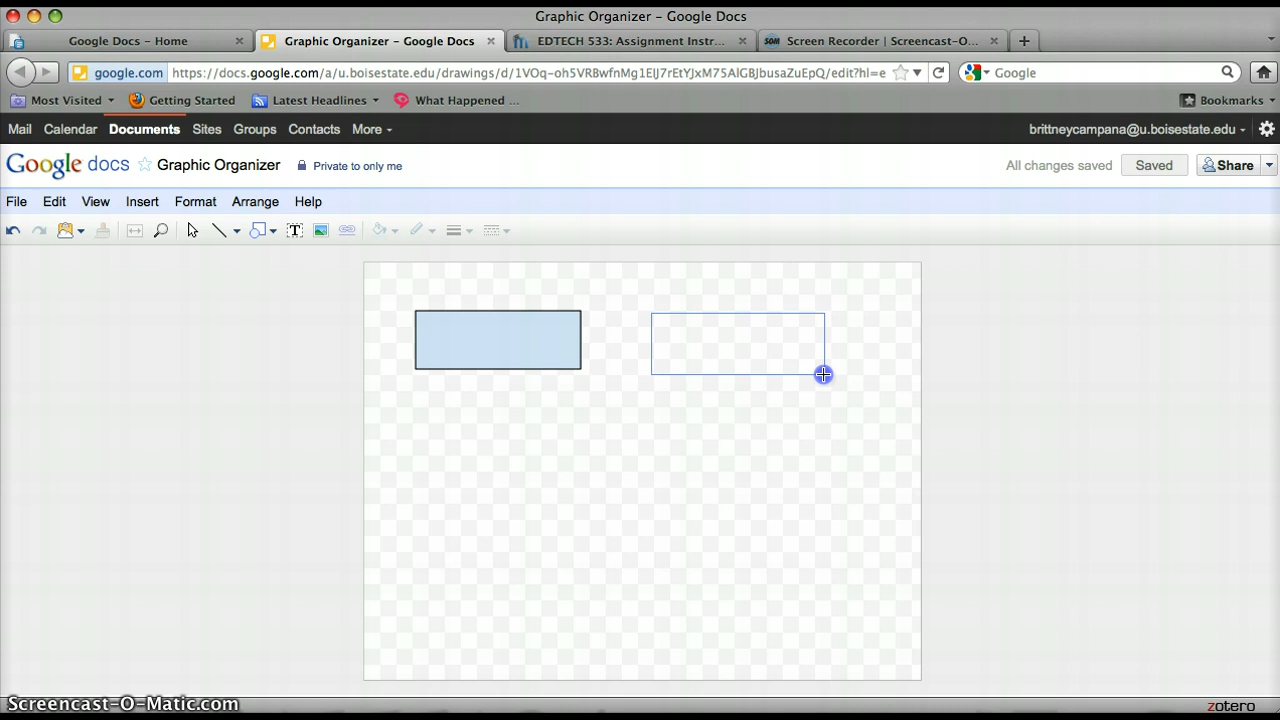 Graphic Organizer – Google Docs
Google Docs – Home
Graphic Organizer – Google Docs
EDTECH 533: Assignment Instr...
SOM Screen Recorder | Screencast-O...
google.com https://docs.google.com/a/u.boisestate.edu/drawings/d/1VOq-oh5VRBwfnMg1EIJ7rEtYJxM75AlGBJbusaZuEpQ/edit?hl=e
Google
Most Visited Getting Started Latest Headlines What Happened ... Bookmarks
Mail Calendar Documents Sites Groups Contacts More brittneycampana@u.boisestate.edu
Google docs Graphic Organizer Private to only me All changes saved Saved Share
File Edit View Insert Format Arrange Help
T
Screencast-O-Matic.com zotero